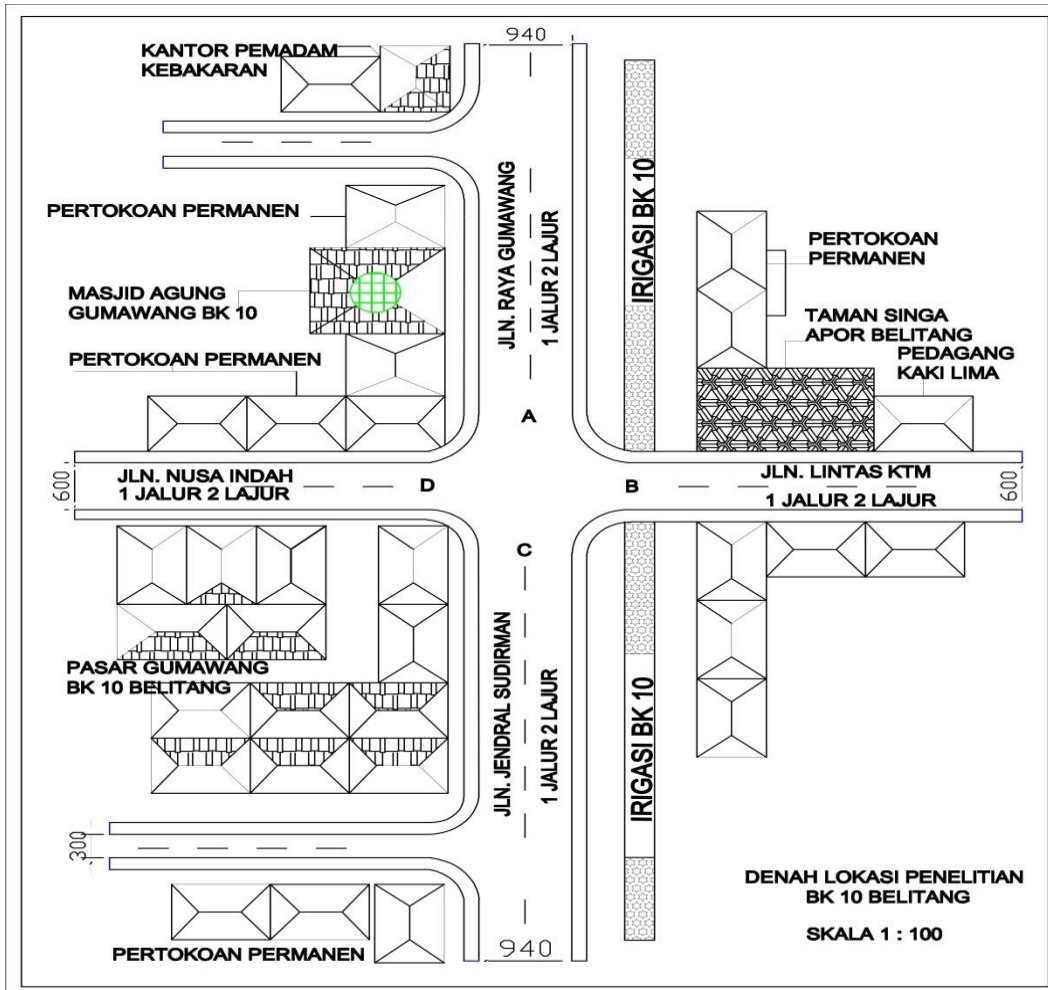 940
KANTOR PEMADAM
KEBAKARAN
JLN. RAYA GUMAWANG
1 JALUR 2 LAJUR
IRIGASI BK 10
PERTOKOAN PERMANEN
PERTOKOAN
PERMANEN
MASJID AGUNG
GUMAWANG BK 10
TAMAN SINGA
APOR BELITANG
PEDAGANG
KAKI LIMA
PERTOKOAN PERMANEN
A
600
JLN. NUSA INDAH
1 JALUR 2 LAJUR
D
B
JLN. LINTAS KTM
1 JALUR 2 LAJUR
600
C
PASAR GUMAWANG
BK 10 BELITANG
JLN. JENDRAL SUDIRMAN
1 JALUR 2 LAJUR
IRIGASI BK 10
300
PERTOKOAN PERMANEN
940
DENAH LOKASI PENELITIAN
BK 10 BELITANG
SKALA 1 : 100